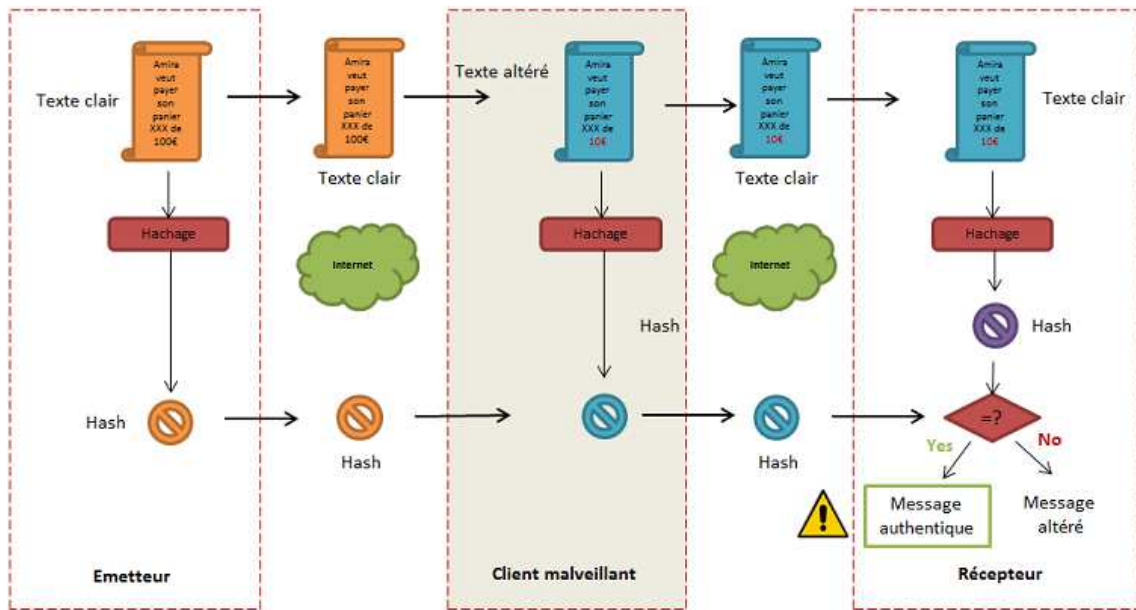 Texte clair
Amira
veut
payer
son
panier
XXX de
100€
Hachage
Hash
Emetteur
Amira
veut
payer
son
panier
XXX de
100€
Texte clair
Internet
Hash
Texte altéré
Amira
veut
payer
son
panier
XXX de
10€
Hachage
Hash
Client malveillant
Amira
veut
payer
son
panier
XXX de
10€
Texte clair
Internet
Hash
Amira
veut
payer
son
panier
XXX de
10€
Texte clair
Hachage
Hash
=?
Yes
No
Message
authentique
Message
altéré
Récepteur